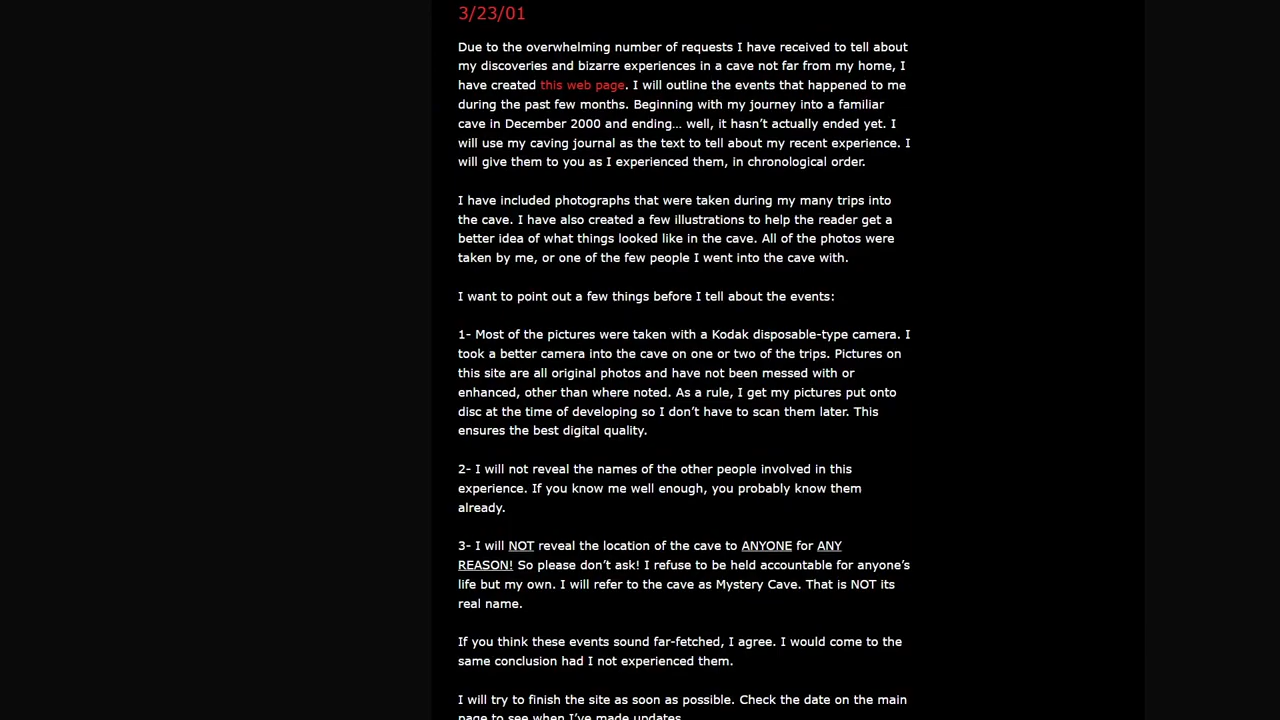 3/23/01
Due to the overwhelming number of requests I have received to tell about
my discoveries and bizarre experiences in a cave not far from my home, I
have created this web page. I will outline the events that happened to me
during the past few months. Beginning with my journey into a familiar
cave in December 2000 and ending… well, it hasn’t actually ended yet. I
will use my caving journal as the text to tell about my recent experience. I
will give them to you as I experienced them, in chronological order.
I have included photographs that were taken during my many trips into
the cave. I have also created a few illustrations to help the reader get a
better idea of what things looked like in the cave. All of the photos were
taken by me, or one of the few people I went into the cave with.
I want to point out a few things before I tell about the events:
1- Most of the pictures were taken with a Kodak disposable-type camera. I
took a better camera into the cave on one or two of the trips. Pictures on
this site are all original photos and have not been messed with or
enhanced, other than where noted. As a rule, I get my pictures put onto
disc at the time of developing so I don’t have to scan them later. This
ensures the best digital quality.
2- I will not reveal the names of the other people involved in this
experience. If you know me well enough, you probably know them
already.
3- I will NOT reveal the location of the cave to ANYONE for ANY
REASON! So please don’t ask! I refuse to be held accountable for anyone’s
life but my own. I will refer to the cave as Mystery Cave. That is NOT its
real name.
If you think these events sound far-fetched, I agree. I would come to the
same conclusion had I not experienced them.
I will try to finish the site as soon as possible. Check the date on the main
page to see when I’ve made updates.